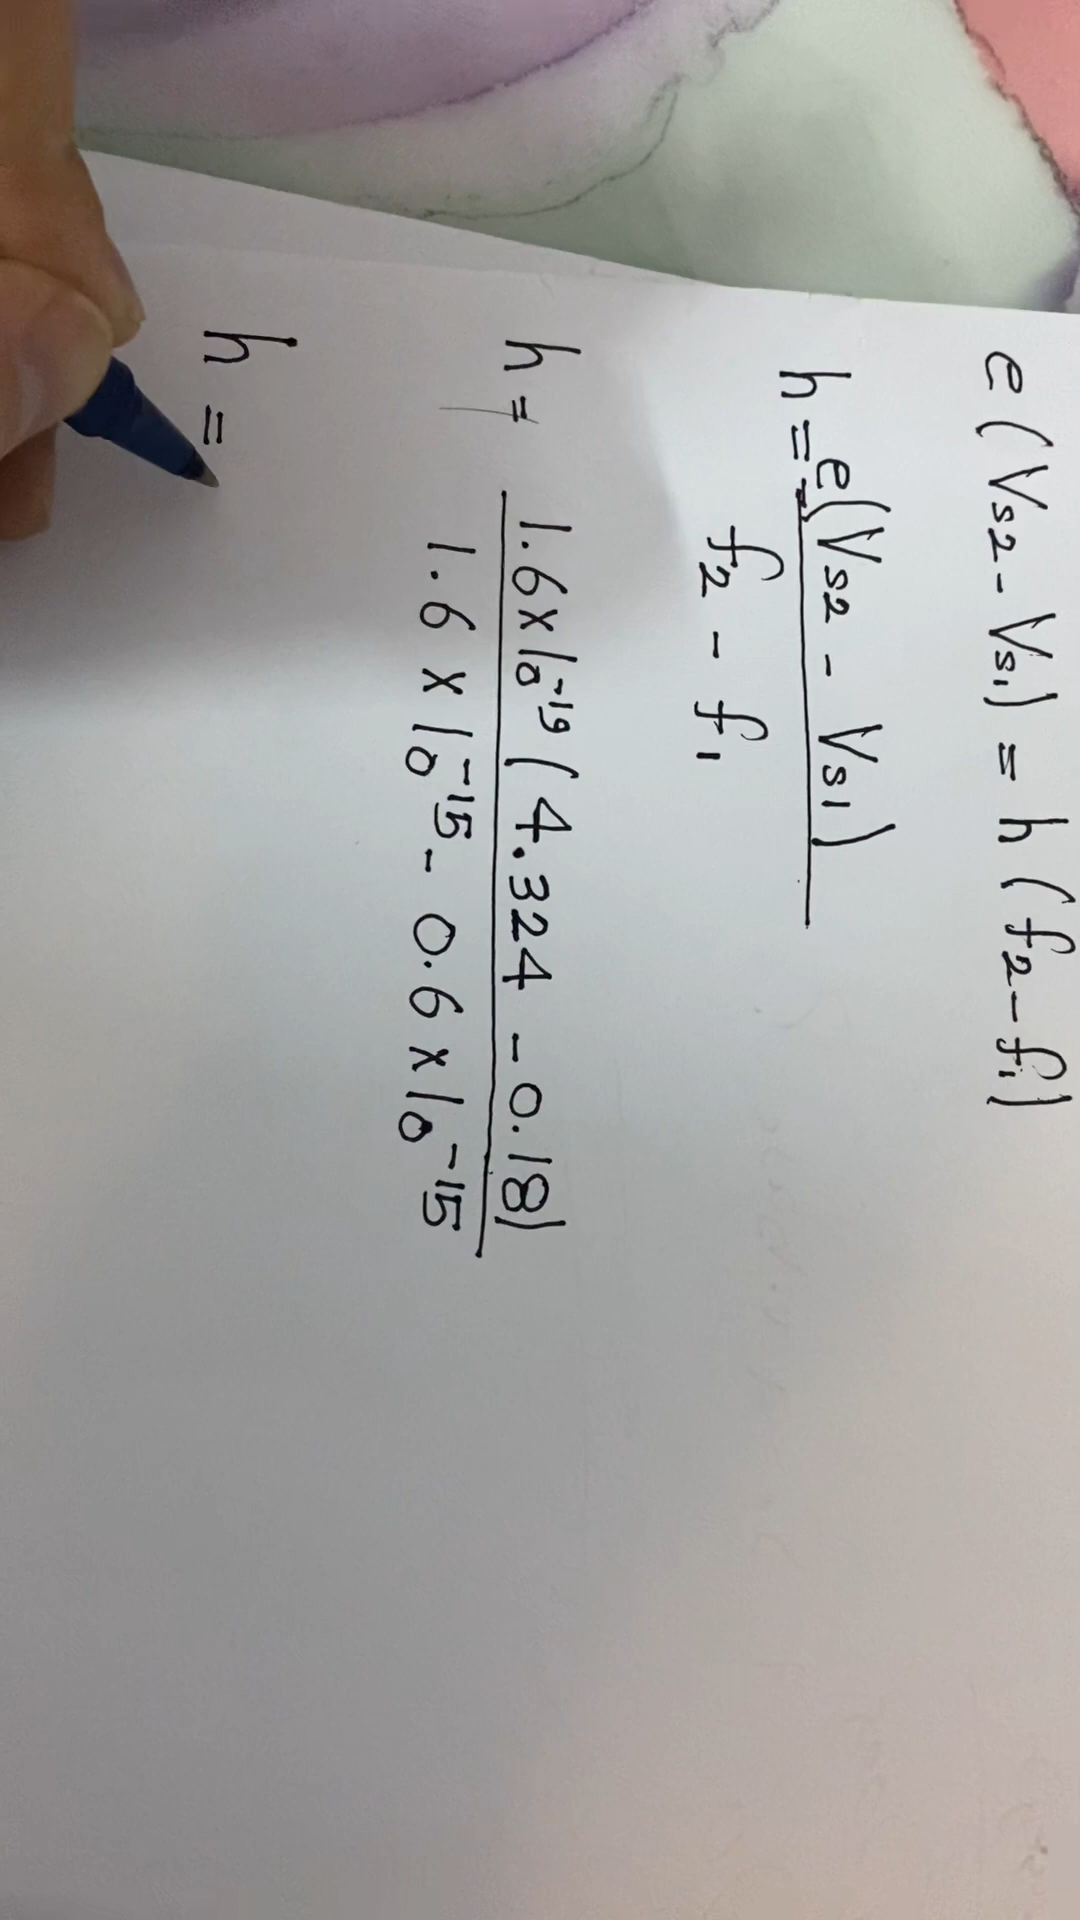 e(Vs2 - Vs1) = h(f2 - f1)
h = e(Vs2 - Vs1)
f2 - f1
h = 1.6 x 10^-19 (4.324 - 0.18)
1.6 x 10^-15 - 0.6 x 10^-15
h =